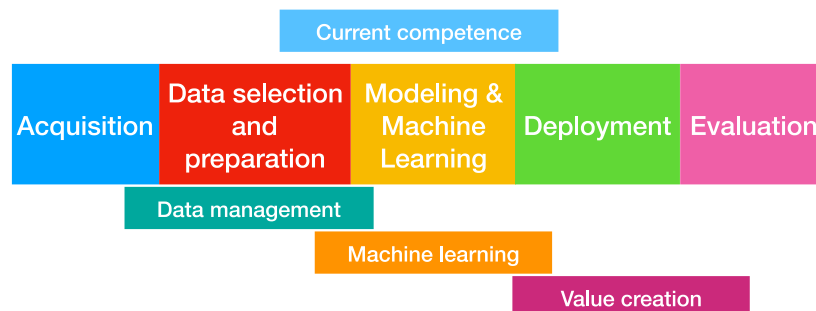 Current competence
Acquisition
Data selection
and
preparation
Modeling &
Machine
Learning
Deployment
Evaluation
Data management
Machine learning
Value creation